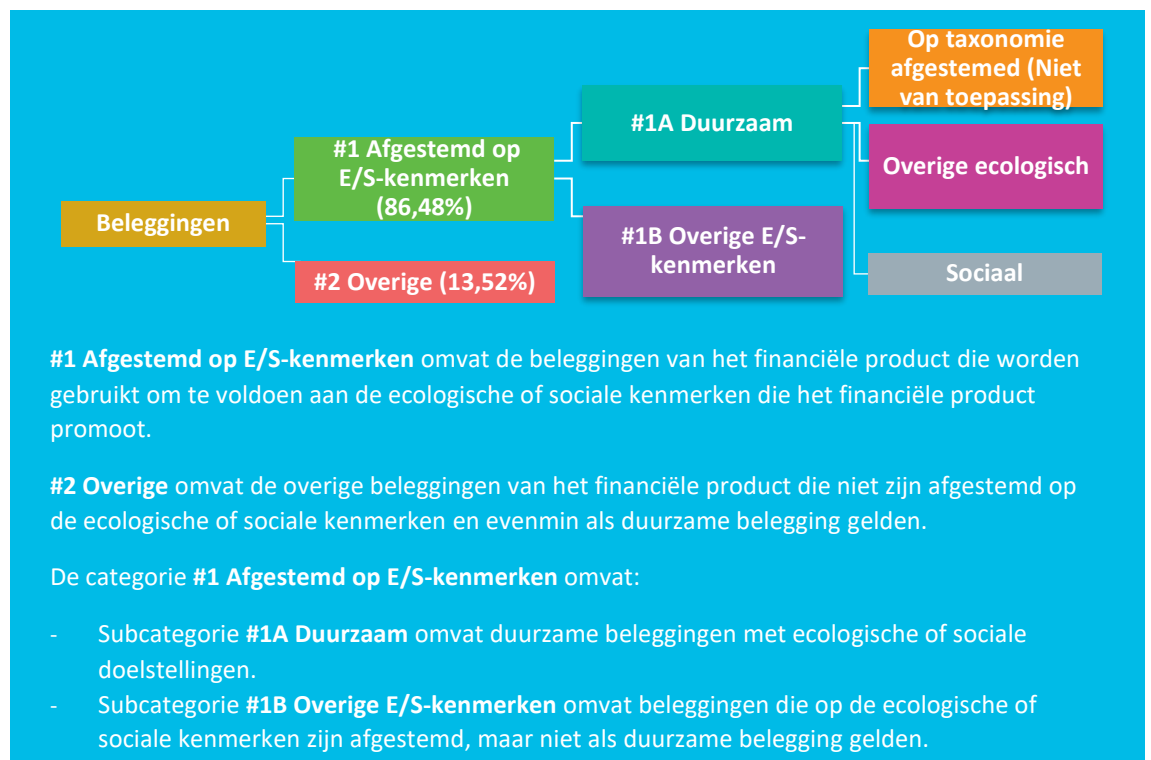 Beleggingen
#1 Afgestemd op
E/S-kenmerken
(86,48%)
#2 Overige (13,52%)
#1A Duurzaam
#1B Overige E/S-
kenmerken
Op taxonomie
afgestemed (Niet
van toepassing)
Overige ecologisch
Sociaal
#1 Afgestemd op E/S-kenmerken omvat de beleggingen van het financiële product die worden
gebruikt om te voldoen aan de ecologische of sociale kenmerken die het financiële product
promoot.
#2 Overige omvat de overige beleggingen van het financiële product die niet zijn afgestemd op
de ecologische of sociale kenmerken en evenmin als duurzame belegging gelden.
De categorie #1 Afgestemd op E/S-kenmerken omvat:
- Subcategorie #1A Duurzaam omvat duurzame beleggingen met ecologische of sociale
doelstellingen.
- Subcategorie #1B Overige E/S-kenmerken omvat beleggingen die op de ecologische of
sociale kenmerken zijn afgestemd, maar niet als duurzame belegging gelden.